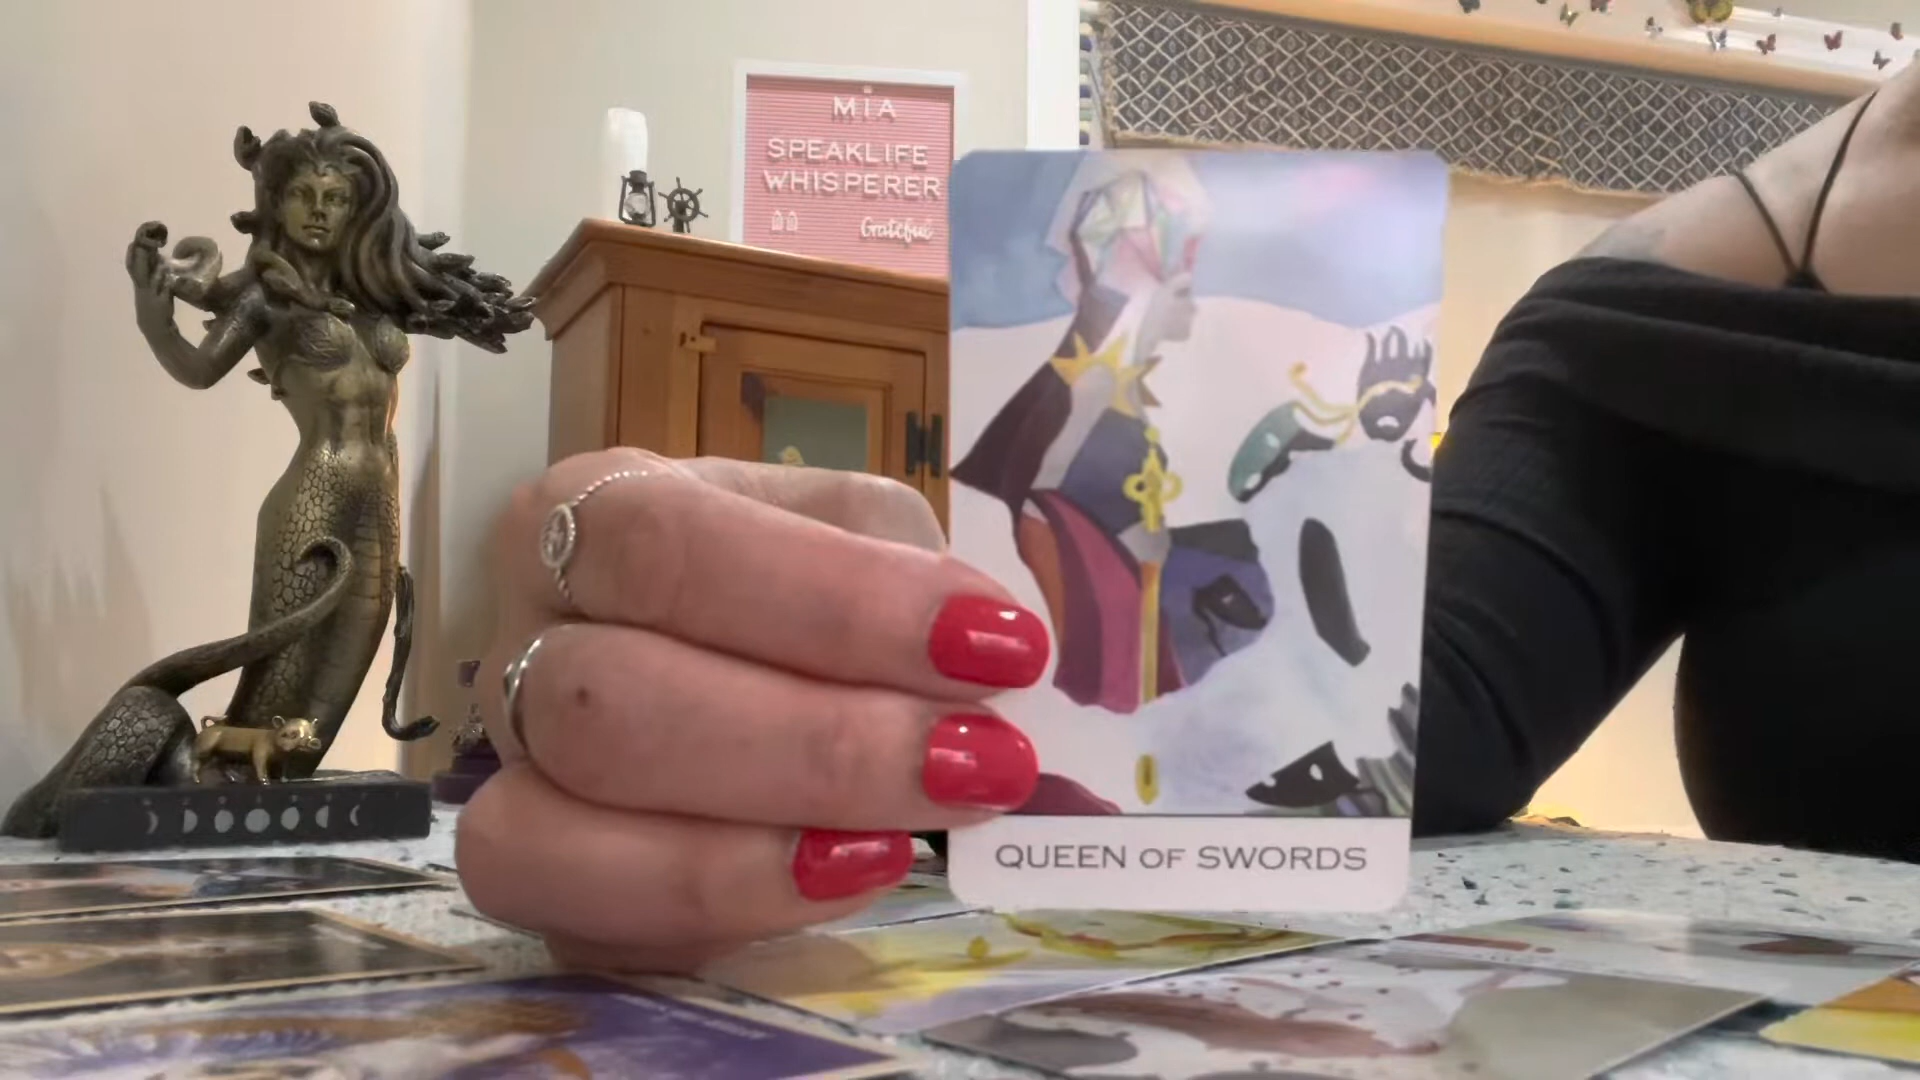 MIA
SPEAKLIFE
WHISPERER
Grateful
QUEEN OF SWORDS